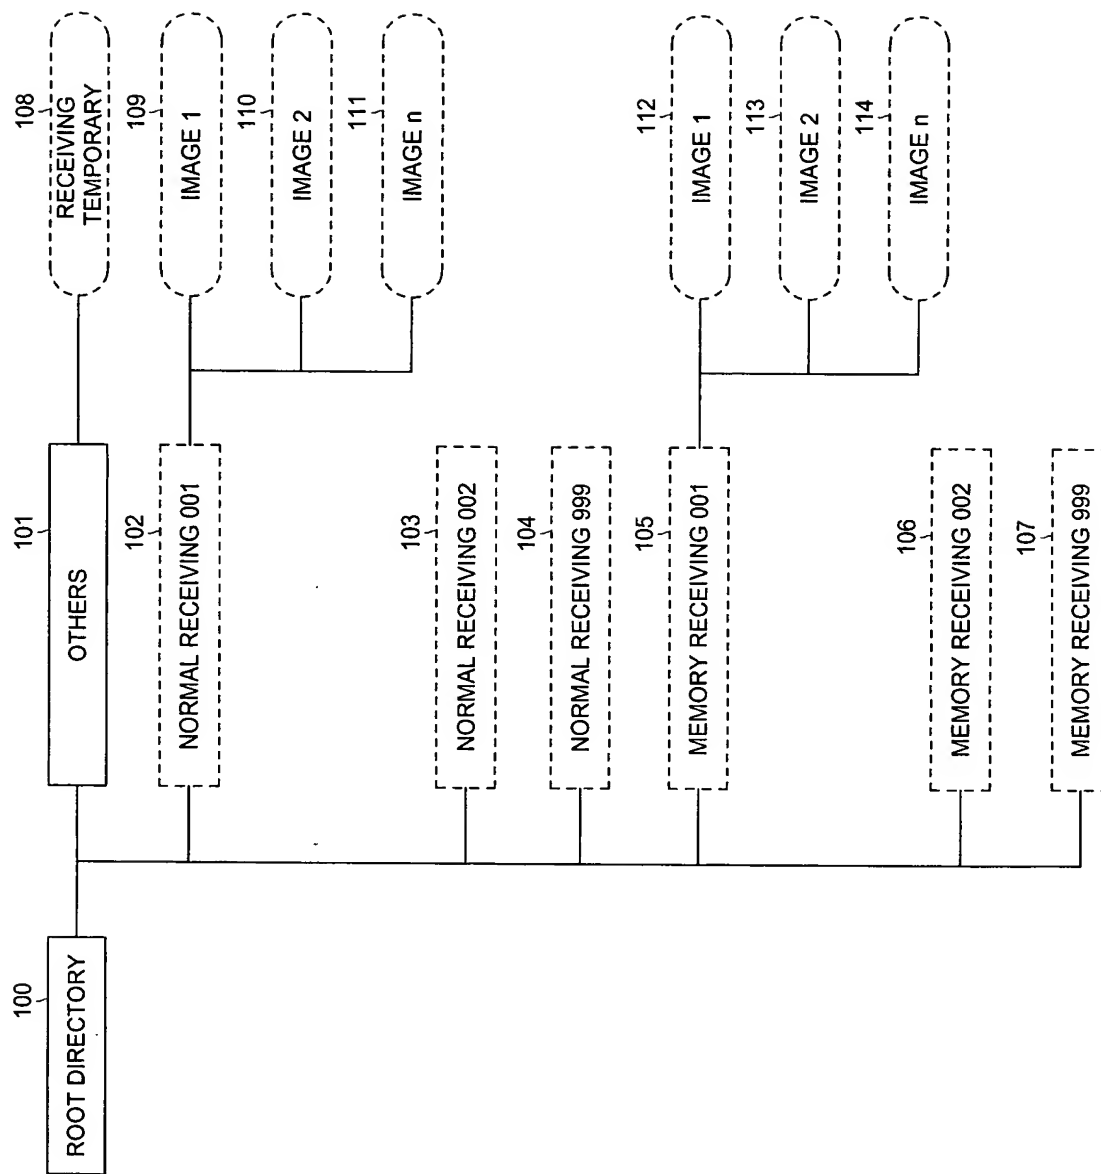 100
ROOT DIRECTORY
101
OTHERS
102
NORMAL RECEIVING 001
103
NORMAL RECEIVING 002
104
NORMAL RECEIVING 999
105
MEMORY RECEIVING 001
106
MEMORY RECEIVING 002
107
MEMORY RECEIVING 999
108
RECEIVING
TEMPORARY
109
IMAGE 1
110
IMAGE 2
111
IMAGE n
112
IMAGE 1
113
IMAGE 2
114
IMAGE n